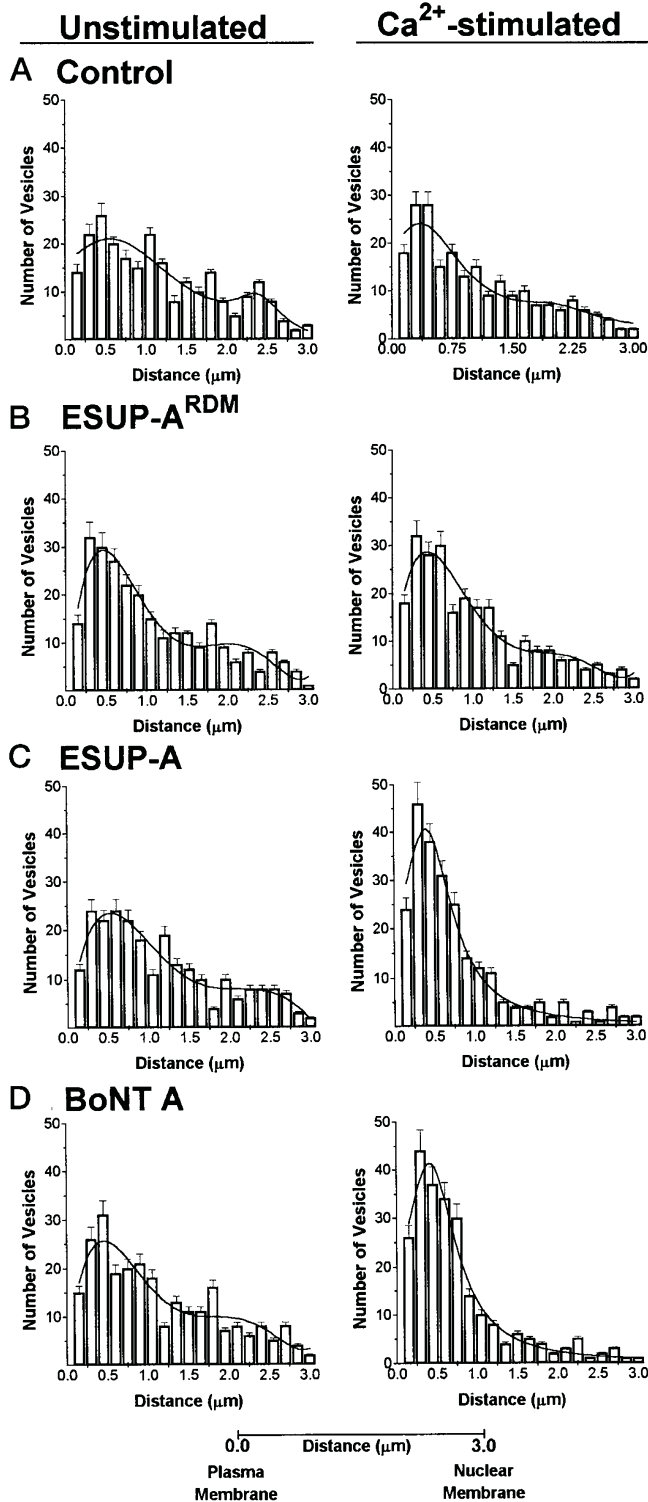 Unstimulated
Ca2+-stimulated
A Control
Number of Vesicles
50
40
30
20
10
0.0 0.5 1.0 1.5 2.0 2.5 3.0
Distance (μm)
Number of Vesicles
50
40
30
20
10
0
0.00 0.75 1.50 2.25 3.00
Distance (μm)
B ESUP-ARDM
Number of Vesicles
50
40
30
20
10
0.0 0.5 1.0 1.5 2.0 2.5 3.0
Distance (μm)
Number of Vesicles
50
40
30
20
10
0
0.0 0.5 1.0 1.5 2.0 2.5 3.0
Distance (μm)
C ESUP-A
Number of Vesicles
50
40
30
20
10
0.0 0.5 1.0 1.5 2.0 2.5 3.0
Distance (μm)
Number of Vesicles
50
40
30
20
10
0
0.0 0.5 1.0 1.5 2.0 2.5 3.0
Distance (μm)
D BoNT A
Number of Vesicles
50
40
30
20
10
0.0 0.5 1.0 1.5 2.0 2.5 3.0
Distance (μm)
Number of Vesicles
50
40
30
20
10
0
0.0 0.5 1.0 1.5 2.0 2.5 3.0
Distance (μm)
0.0 Distance (μm) 3.0
Plasma Membrane
Nuclear Membrane